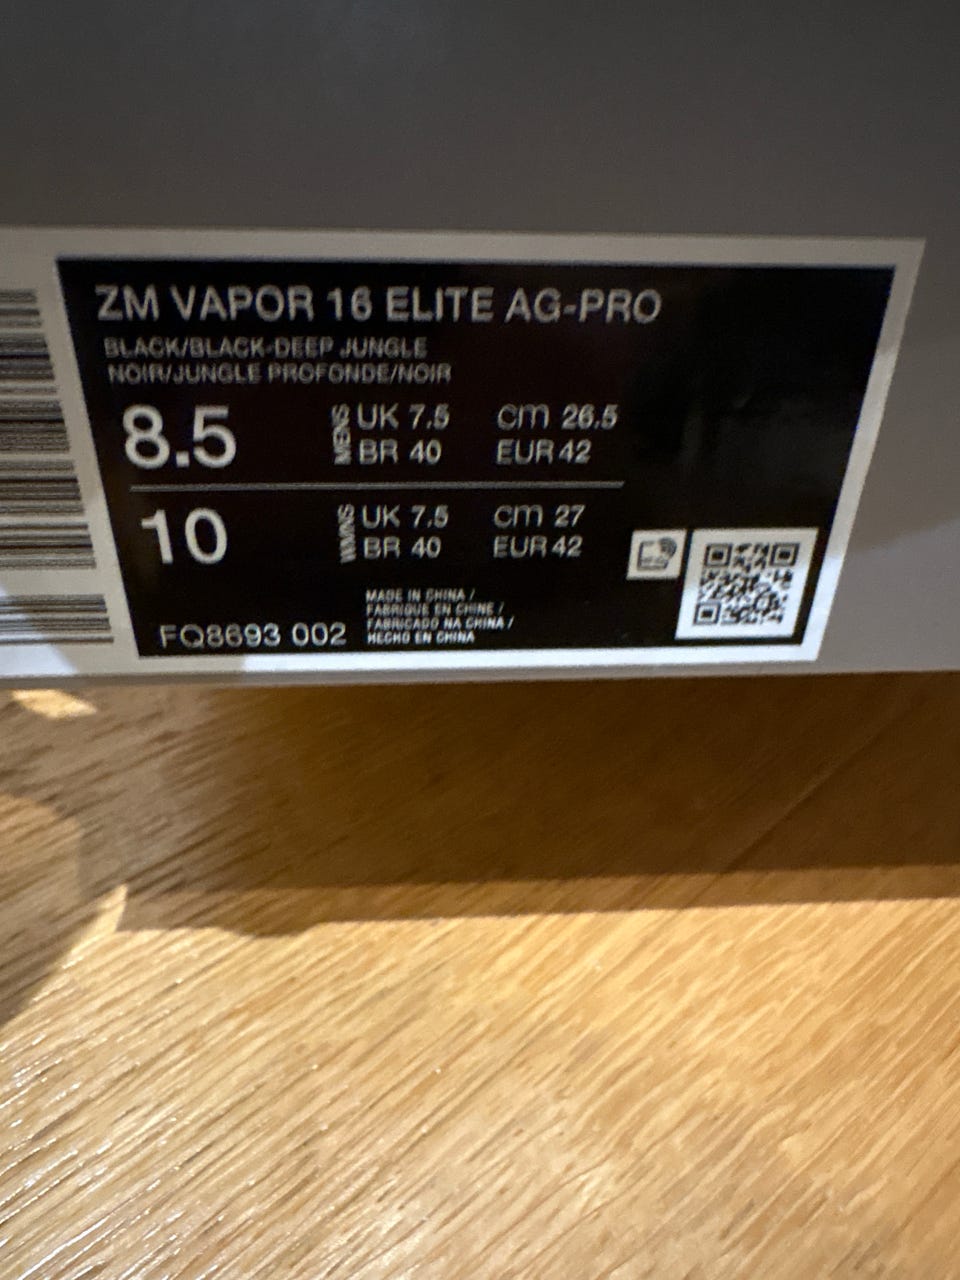 ZM VAPOR 16 ELITE AG-PRO
BLACK/BLACK-DEEP JUNGLE
NOIR/JUNGLE PROFONDE/NOIR
8.5 MENS UK 7.5 cm 26.5
BR 40 EUR 42
10 WMNS UK 7.5 cm 27
BR 40 EUR 42
MADE IN CHINA /
FABRIQUE EN CHINE /
FABRICADO NA CHINA /
HECHO EN CHINA
FQ8693 002